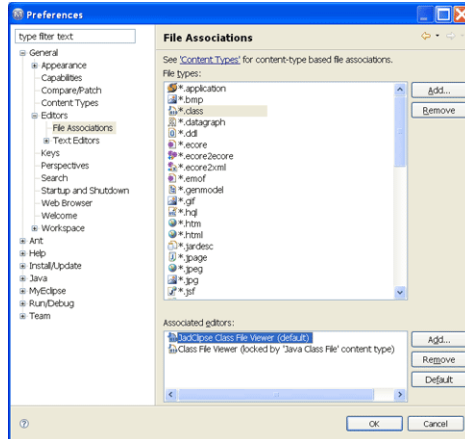 Preferences
type filter text
General
Appearance
Capabilities
Compare/Patch
Content Types
Editors
File Associations
Text Editors
Keys
Perspectives
Search
Startup and Shutdown
Web Browser
Welcome
Workspace
Ant
Help
Install/Update
Java
MyEclipse
Run/Debug
Team
File Associations
See 'Content Types' for content-type based file associations.
File types:
*.application
*.bmp
*.class
*.datagraph
*.ddl
*.ecore
*.ecore2ecore
*.ecore2xml
*.emof
*.genmodel
*.gif
*.hql
*.htm
*.html
*.jardesc
*.jpage
*.jpeg
*.jpg
*.jsf
Add...
Remove
Associated editors:
JadClipse Class File Viewer (default)
Class File Viewer (locked by 'Java Class File' content type)
Add...
Remove
Default
OK
Cancel